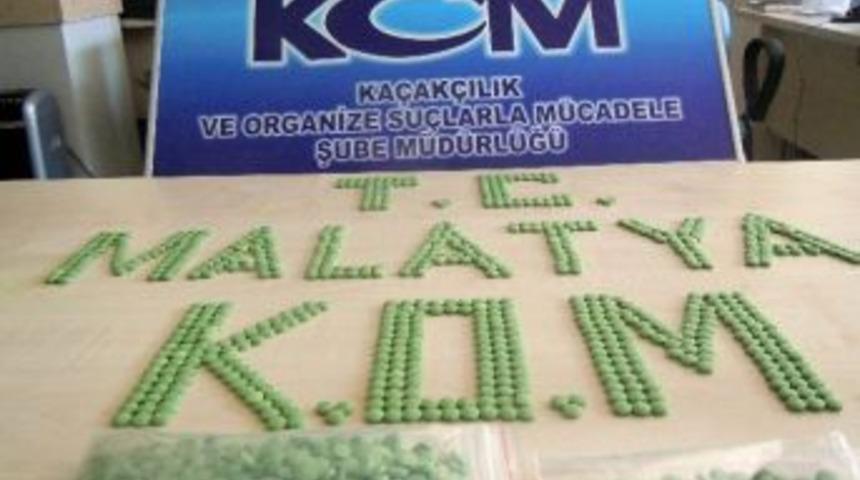 KOM
KAÇAKÇILIK
VE ORGANİZE SUÇLARLA MÜCADELE
ŞUBE MÜDÜRLÜĞÜ
T.C.
MALATYA
K.O.M